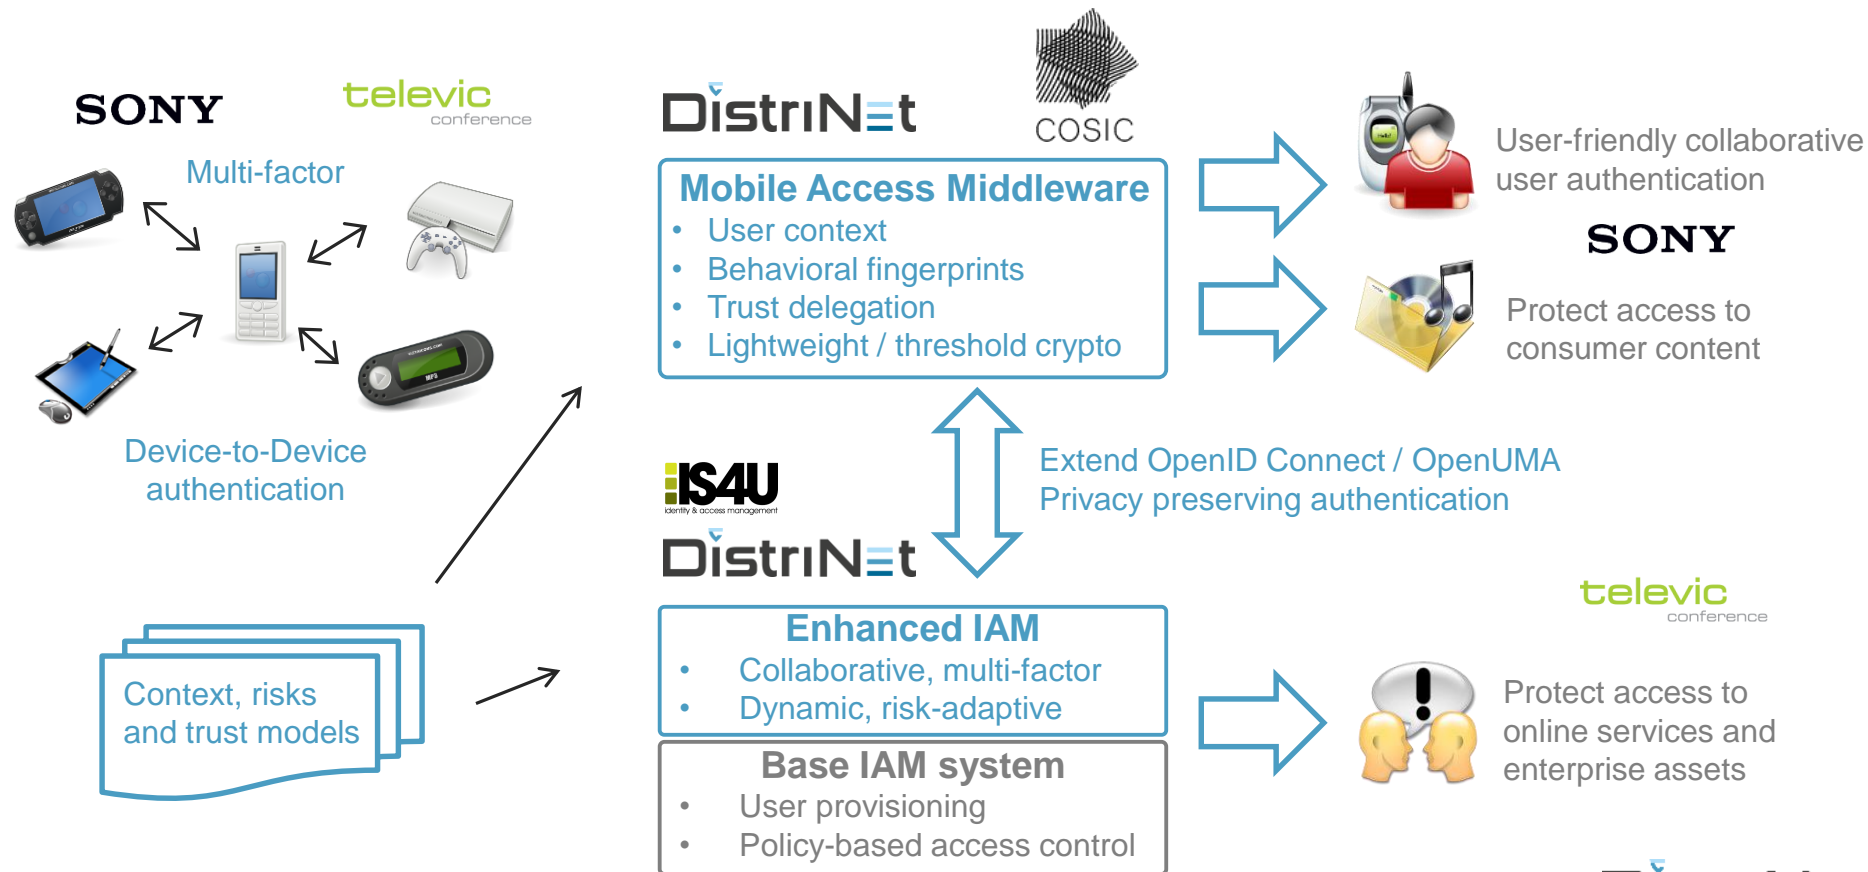 SONY
televic
conference
Multi-factor
Device-to-Device
authentication
Context, risks
and trust models
DistriNet
COSIC
Mobile Access Middleware
• User context
• Behavioral fingerprints
• Trust delegation
• Lightweight / threshold crypto
Extend OpenID Connect / OpenUMA
Privacy preserving authentication
IS4U
identity & access management
DistriNet
Enhanced IAM
• Collaborative, multi-factor
• Dynamic, risk-adaptive
Base IAM system
• User provisioning
• Policy-based access control
Hello!
User-friendly collaborative
user authentication
SONY
Protect access to
consumer content
televic
conference
Protect access to
online services and
enterprise assets